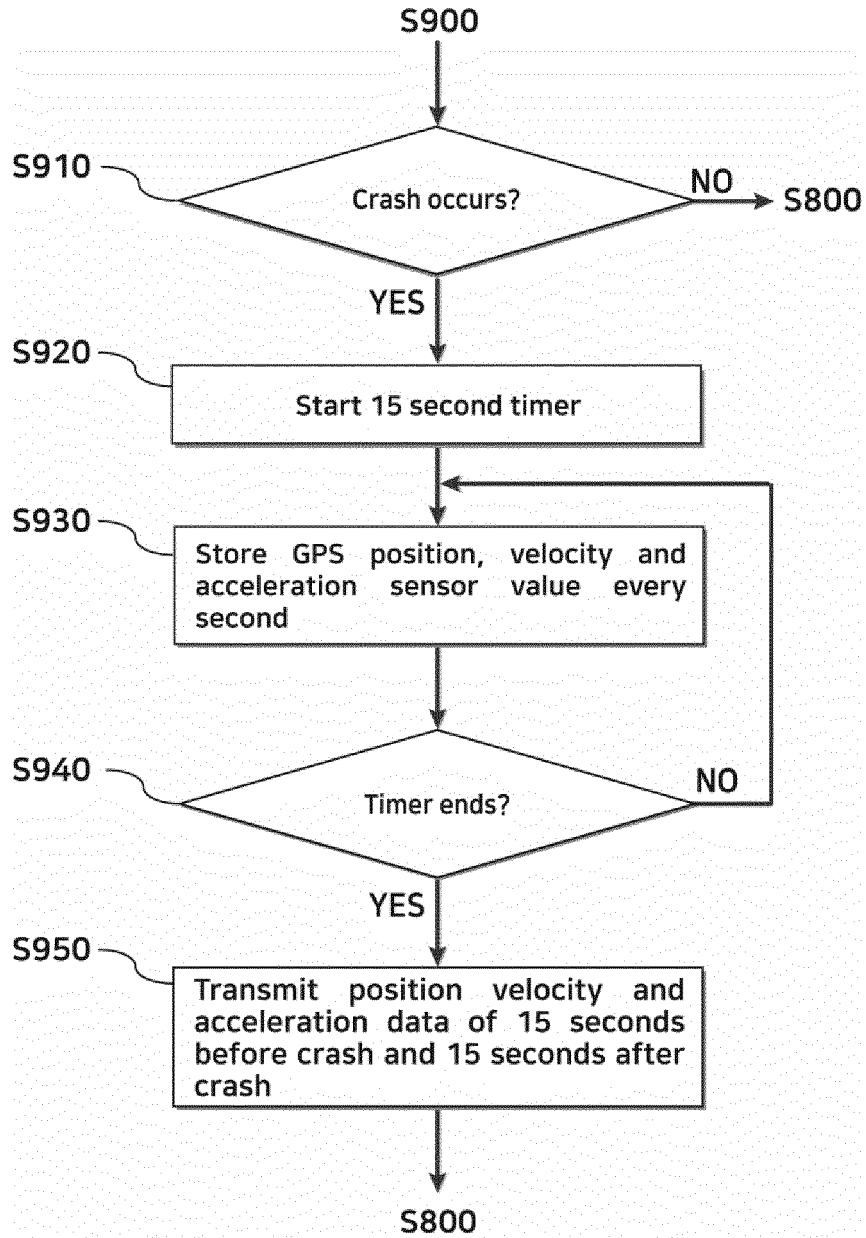 S900
S910
Crash occurs?
NO
S800
YES
S920
Start 15 second timer
S930
Store GPS position, velocity and
acceleration sensor value every
second
S940
Timer ends?
NO
YES
S950
Transmit position velocity and
acceleration data of 15 seconds
before crash and 15 seconds after
crash
S800